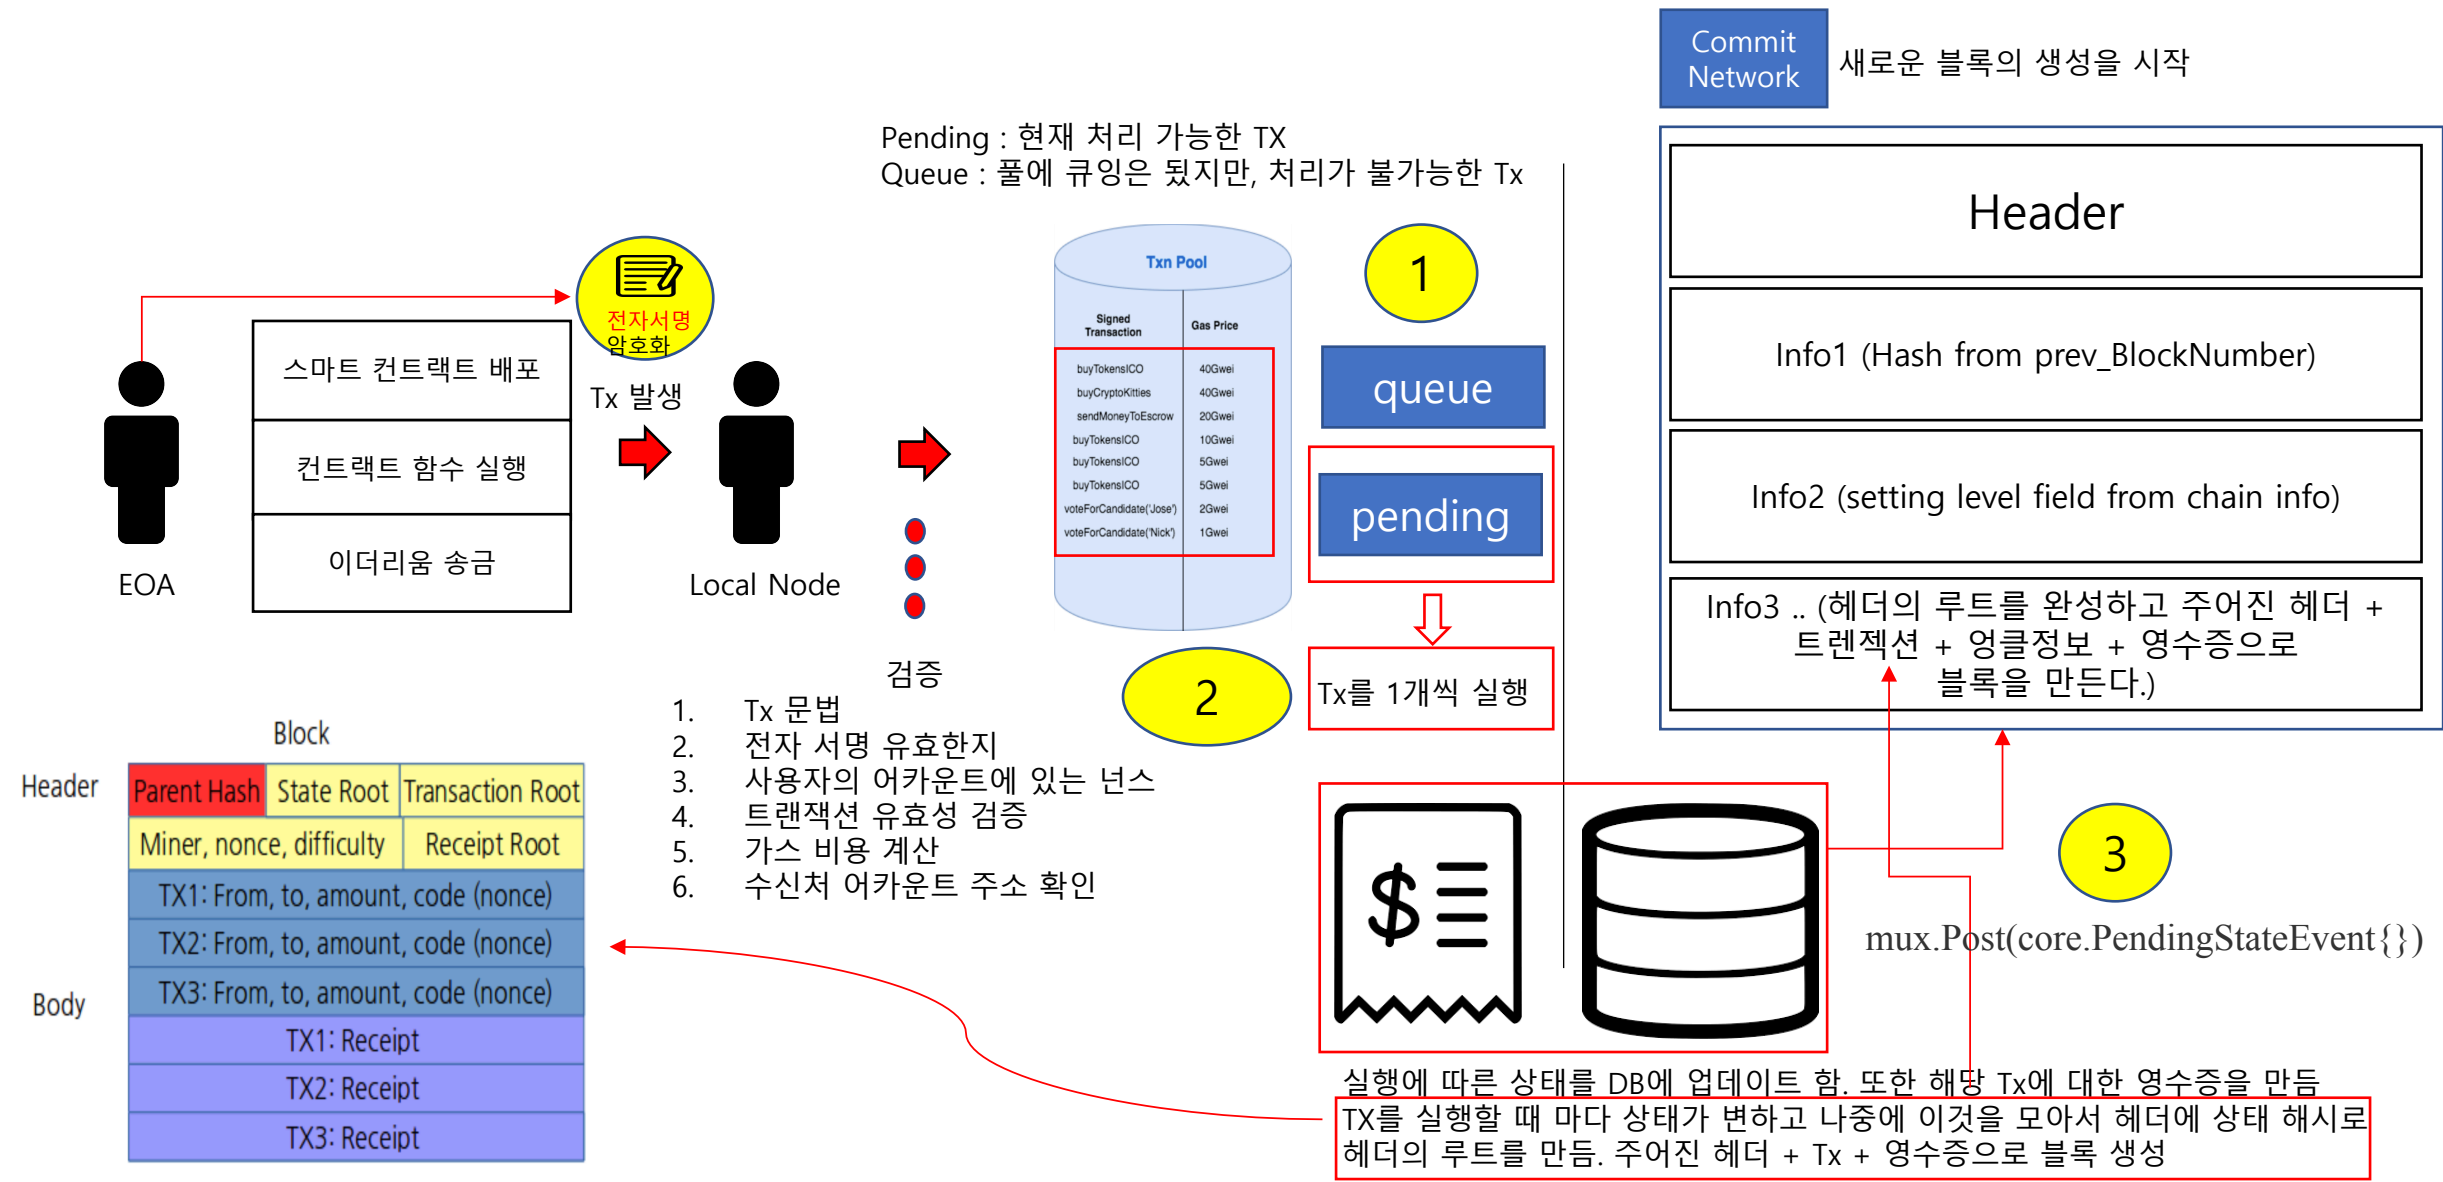 Commit
Network
새로운 블록의 생성을 시작
Pending : 현재 처리 가능한 TX
Queue : 풀에 큐잉은 됬지만, 처리가 불가능한 Tx
전자서명
암호화
Tx 발생
스마트 컨트랙트 배포
컨트랙트 함수 실행
이더리움 송금
EOA
Local Node
검증
1. Tx 문법
2. 전자 서명 유효한지
3. 사용자의 어카운트에 있는 넌스
4. 트랜잭션 유효성 검증
5. 가스 비용 계산
6. 수신처 어카운트 주소 확인
Txn Pool
Signed
Transaction
Gas Price
buyTokensICO 40Gwei
buyCryptoKitties 40Gwei
sendMoneyToEscrow 20Gwei
buyTokensICO 10Gwei
buyTokensICO 5Gwei
buyTokensICO 5Gwei
voteForCandidate('Jose') 2Gwei
voteForCandidate('Nick') 1Gwei
1
queue
pending
2
Tx를 1개씩 실행
Header
Info1 (Hash from prev_BlockNumber)
Info2 (setting level field from chain info)
Info3 .. (헤더의 루트를 완성하고 주어진 헤더 +
트렌젝션 + 엉클정보 + 영수증으로
블록을 만든다.)
3
mux.Post(core.PendingStateEvent{})
$
실행에 따른 상태를 DB에 업데이트 함. 또한 해당 Tx에 대한 영수증을 만듬
TX를 실행할 때 마다 상태가 변하고 나중에 이것을 모아서 헤더에 상태 해시로
헤더의 루트를 만듬. 주어진 헤더 + Tx + 영수증으로 블록 생성
Block
Header
Parent Hash State Root Transaction Root
Miner, nonce, difficulty Receipt Root
Body
TX1: From, to, amount, code (nonce)
TX2: From, to, amount, code (nonce)
TX3: From, to, amount, code (nonce)
TX1: Receipt
TX2: Receipt
TX3: Receipt